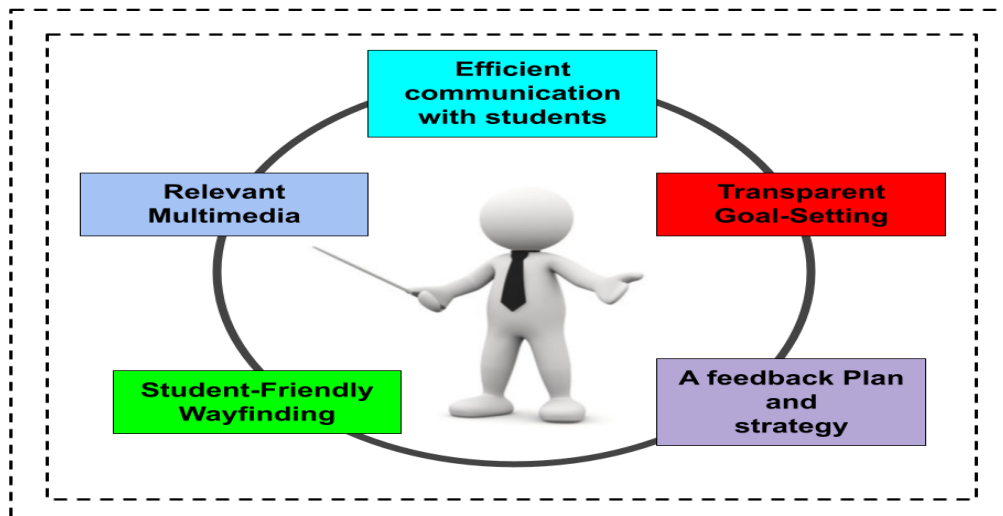 Efficient
communication
with students
Relevant
Multimedia
Transparent
Goal-Setting
Student-Friendly
Wayfinding
A feedback Plan
and
strategy